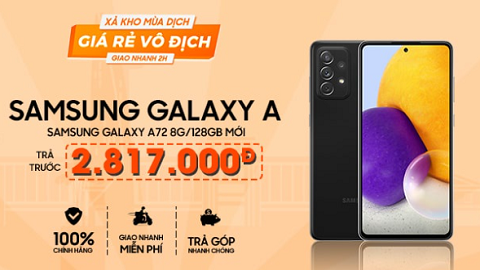 XẢ KHO MÙA DỊCH
GIÁ RẺ VÔ ĐỊCH
GIAO NHANH 2H
SAMSUNG GALAXY A
SAMSUNG GALAXY A72 8G/128GB MỚI
TRẢ TRƯỚC
2.817.000Đ
100%
CHÍNH HÃNG
GIAO NHANH
MIỄN PHÍ
TRẢ GÓP
NHANH CHÓNG
SAMSUNG